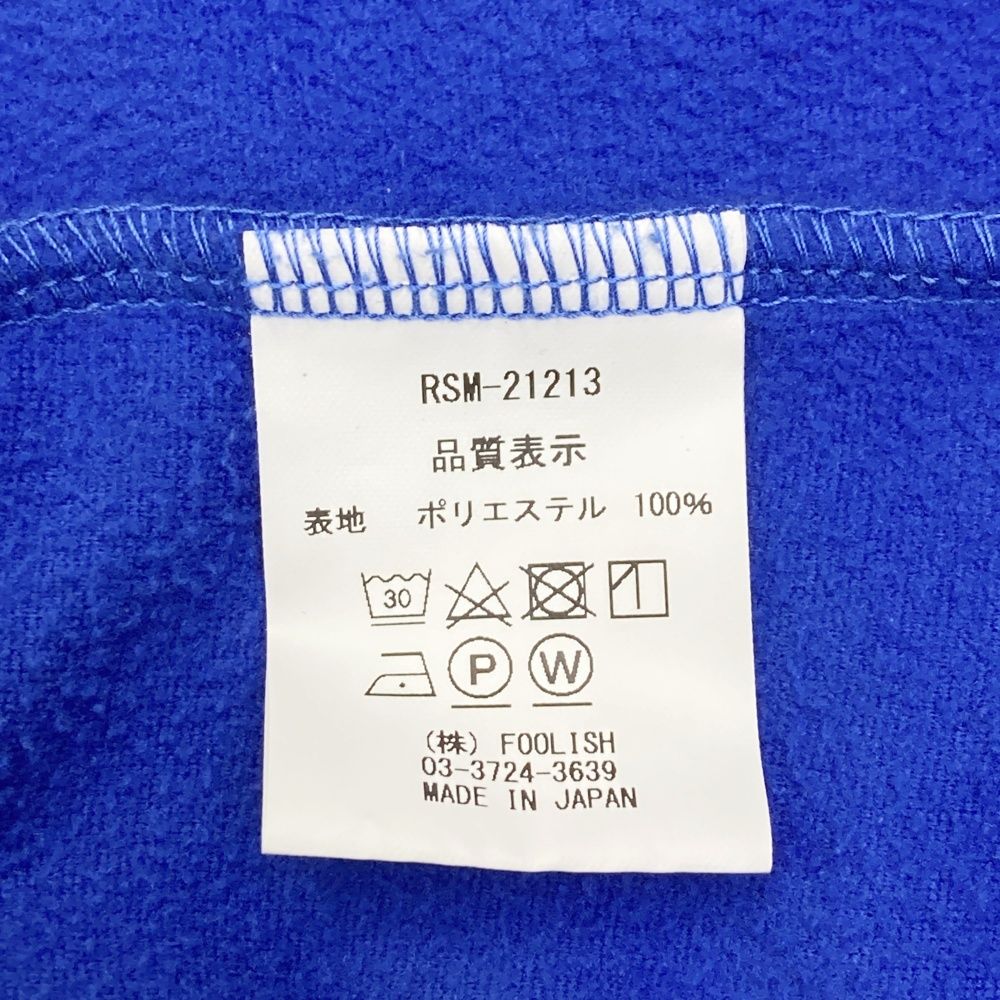 RSM-21213
品質表示
表地 ポリエステル 100%
30
P W
(株) FOOLISH
03-3724-3639
MADE IN JAPAN